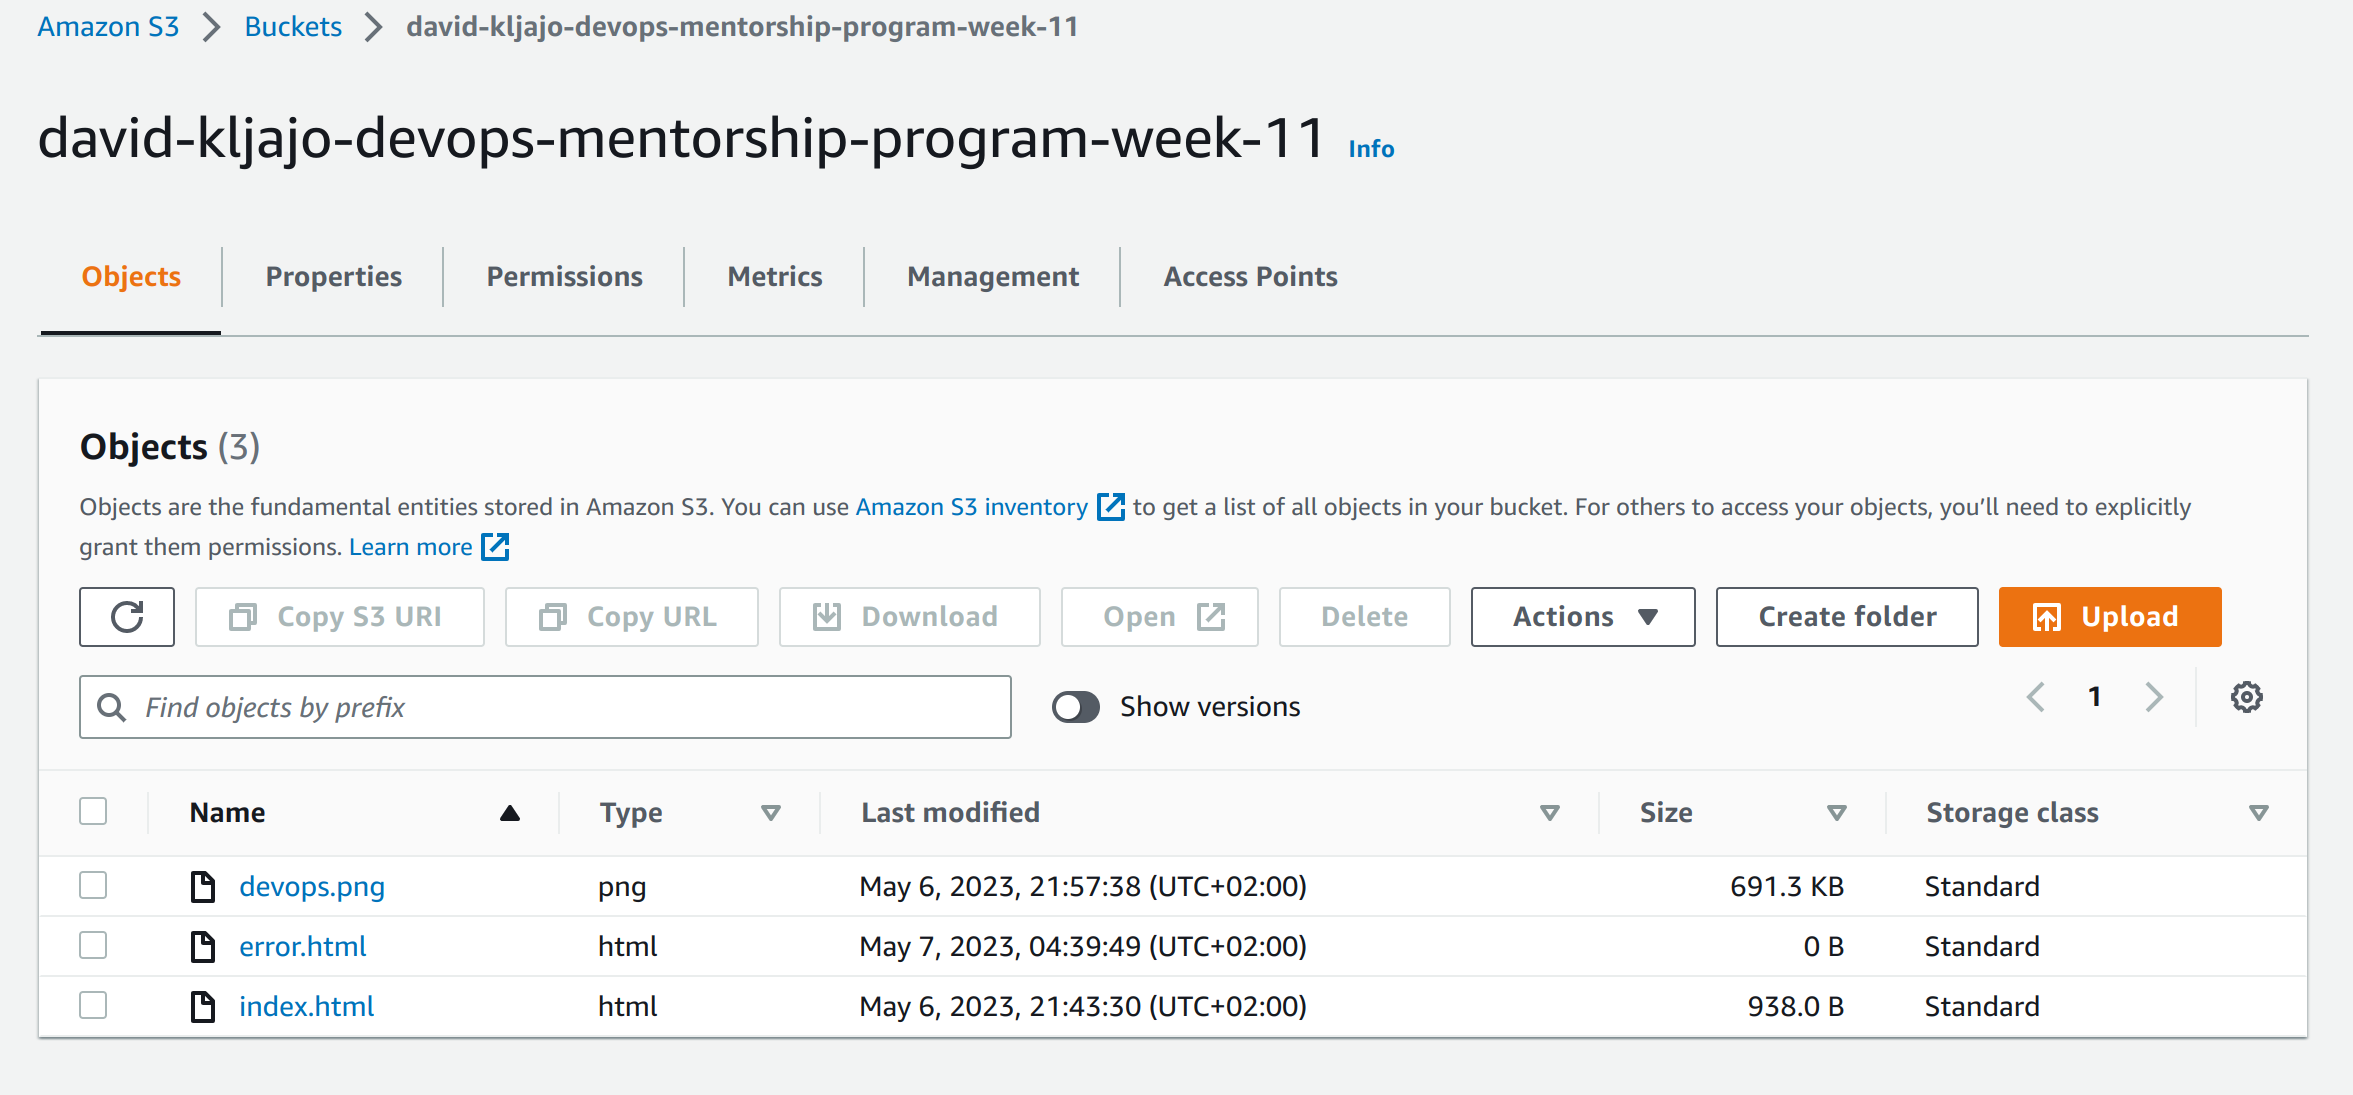 Amazon S3 > Buckets > david-kljajo-devops-mentorship-program-week-11
david-kljajo-devops-mentorship-program-week-11 Info
Objects Properties Permissions Metrics Management Access Points
Objects (3)
Objects are the fundamental entities stored in Amazon S3. You can use Amazon S3 inventory to get a list of all objects in your bucket. For others to access your objects, you’ll need to explicitly
grant them permissions. Learn more
Copy S3 URI Copy URL Download Open Delete Actions Create folder Upload
Find objects by prefix Show versions 1
Name Type Last modified Size Storage class
devops.png png May 6, 2023, 21:57:38 (UTC+02:00) 691.3 KB Standard
error.html html May 7, 2023, 04:39:49 (UTC+02:00) 0 B Standard
index.html html May 6, 2023, 21:43:30 (UTC+02:00) 938.0 B Standard